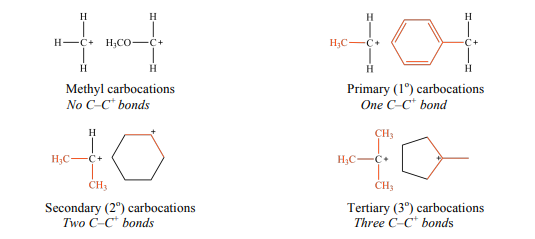 H H
H—C+ H₃CO—C+
H H
Methyl carbocations
No C–C⁺ bonds
H H
H₃C—C+ C+
H H
Primary (1°) carbocations
One C–C⁺ bond
H +
H₃C—C+
CH₃
Secondary (2°) carbocations
Two C–C⁺ bonds
CH₃
H₃C—C+ +
CH₃
Tertiary (3°) carbocations
Three C–C⁺ bonds